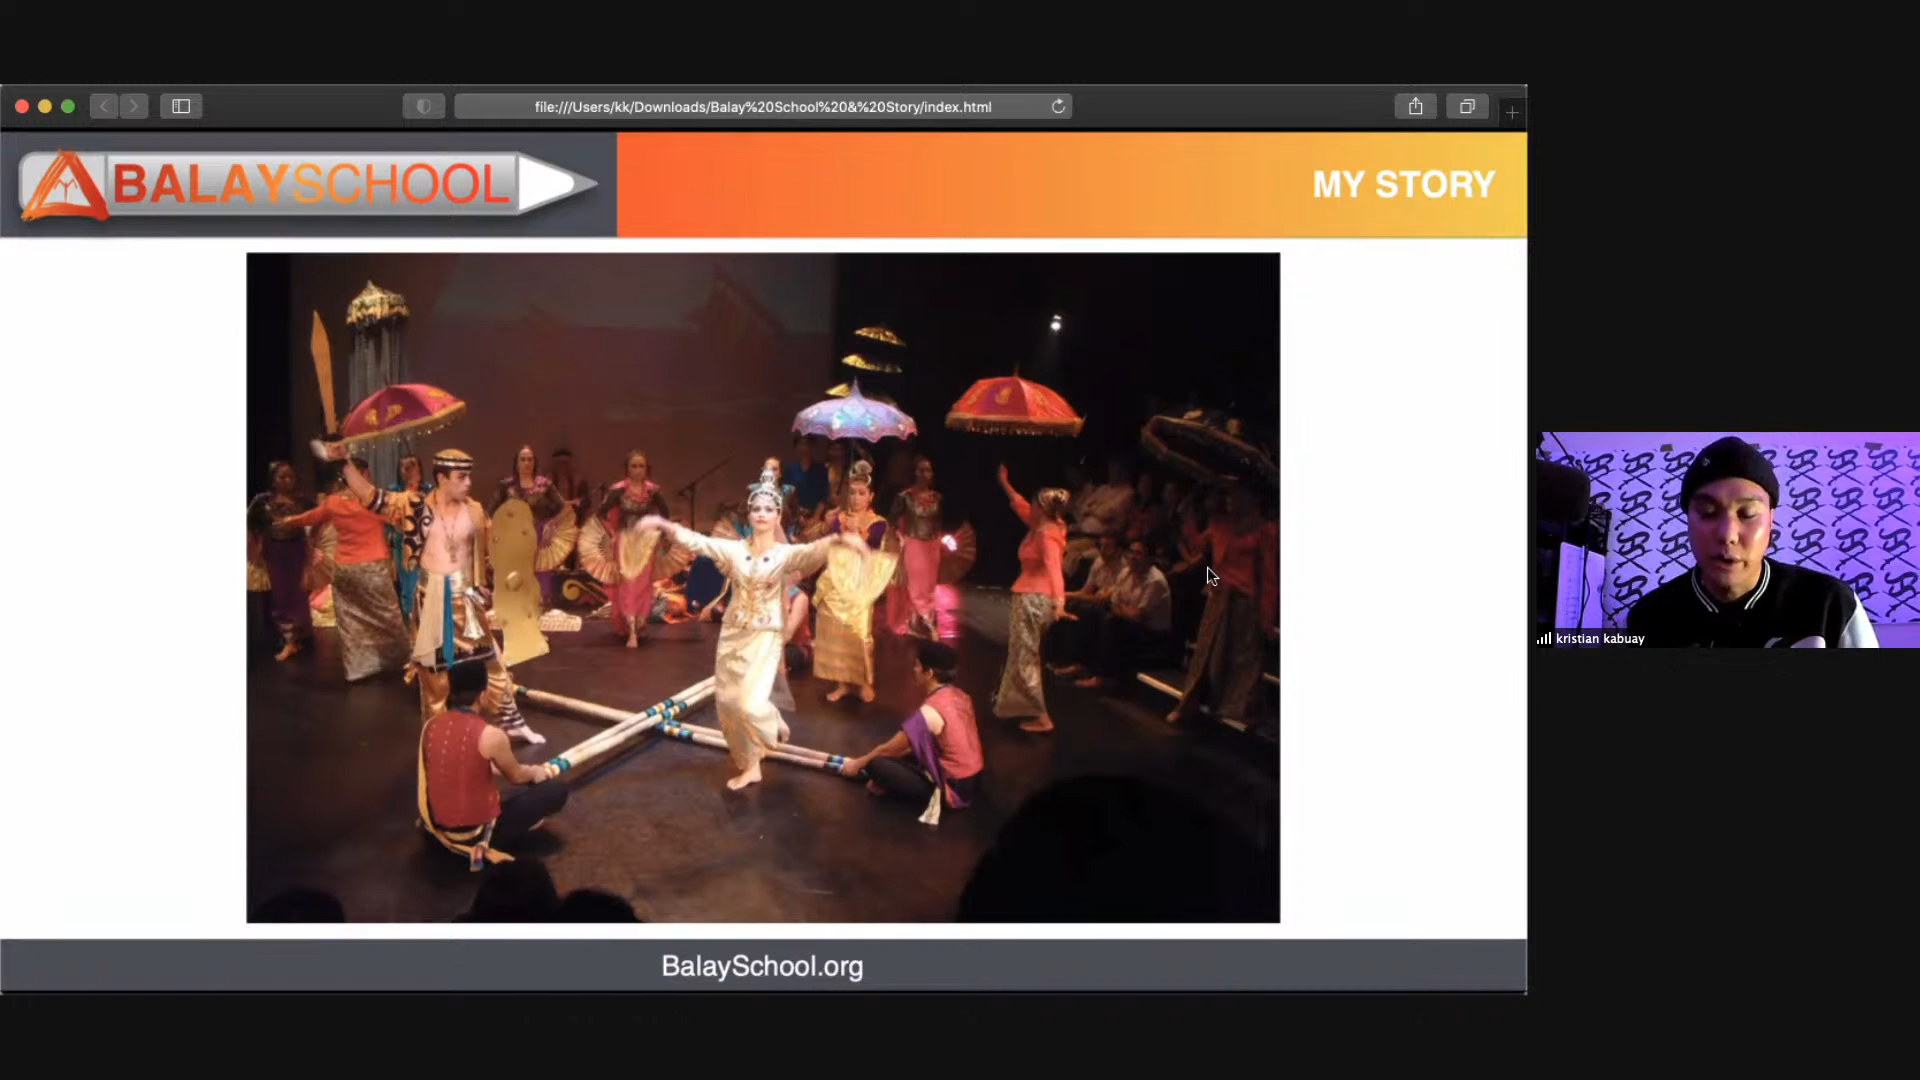 file:///Users/kk/Downloads/Balay%20School%20&%20Story/index.html
BALAYSCHOOL
MY STORY
kristian kabuay
BalaySchool.org